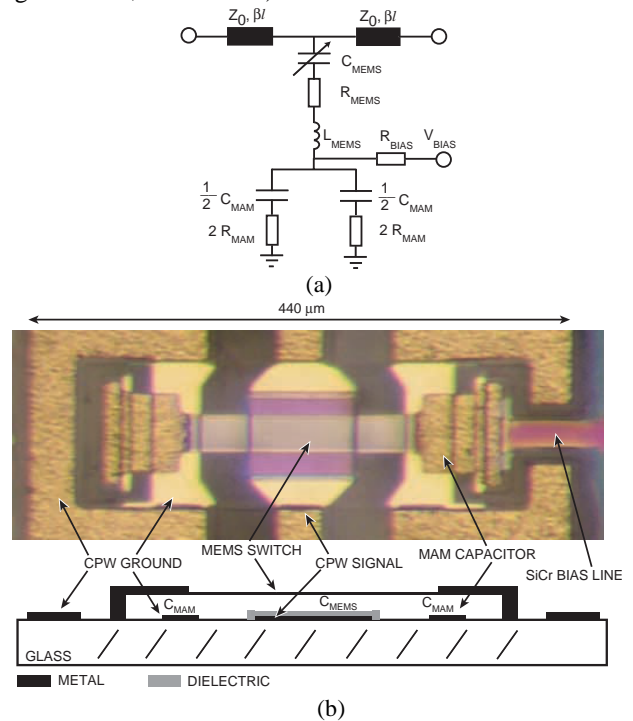 Z0, βl
Z0, βl
CMEMS
RMEMS
LMEMS
RBIAS
VBIAS
1/2 CMAM
1/2 CMAM
2 RMAM
2 RMAM
(a)
440 μm
CPW GROUND
MEMS SWITCH
CPW SIGNAL
MAM CAPACITOR
SiCr BIAS LINE
CMAM
CMEMS
CMAM
GLASS
METAL
DIELECTRIC
(b)